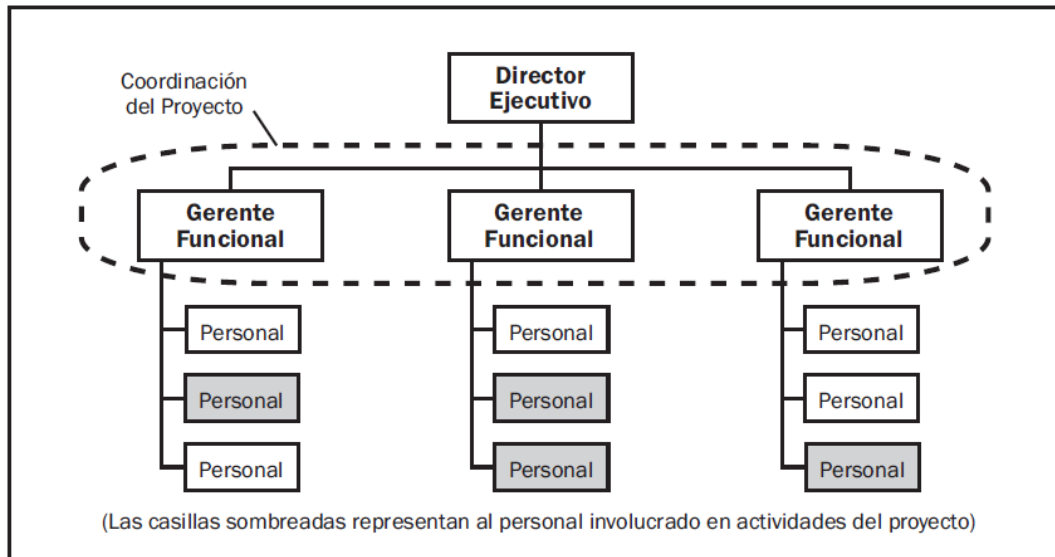 Director
Ejecutivo
Coordinación
del Proyecto
Gerente
Funcional
Gerente
Funcional
Gerente
Funcional
Personal
Personal
Personal
Personal
Personal
Personal
Personal
Personal
Personal
(Las casillas sombreadas representan al personal involucrado en actividades del proyecto)